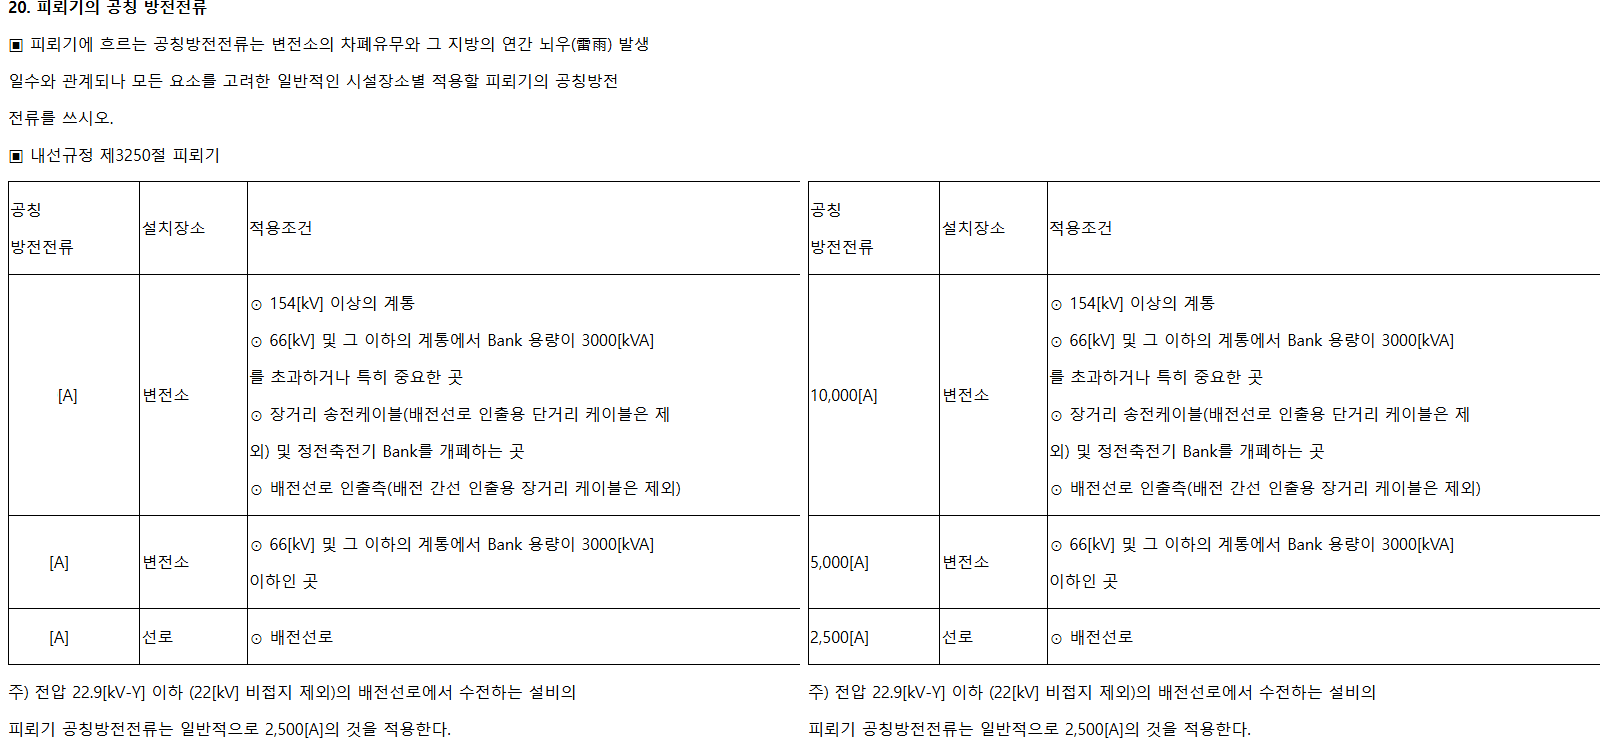 20. 피뢰기의 공칭 방전전류
▣ 피뢰기에 흐르는 공칭방전전류는 변전소의 차폐유무와 그 지방의 연간 뇌우(雷雨) 발생
일수와 관계되나 모든 요소를 고려한 일반적인 시설장소별 적용할 피뢰기의 공칭방전
전류를 쓰시오.
▣ 내선규정 제3250절 피뢰기
공칭
방전전류
설치장소
적용조건
[A]
변전소
⊙ 154[kV] 이상의 계통
⊙ 66[kV] 및 그 이하의 계통에서 Bank 용량이 3000[kVA]
를 초과하거나 특히 중요한 곳
⊙ 장거리 송전케이블(배전선로 인출용 단거리 케이블은 제
외) 및 정전축전기 Bank를 개폐하는 곳
⊙ 배전선로 인출측(배전 간선 인출용 장거리 케이블은 제외)
[A]
변전소
⊙ 66[kV] 및 그 이하의 계통에서 Bank 용량이 3000[kVA]
이하인 곳
[A]
선로
⊙ 배전선로
주) 전압 22.9[kV-Y] 이하 (22[kV] 비접지 제외)의 배전선로에서 수전하는 설비의
피뢰기 공칭방전전류는 일반적으로 2,500[A]의 것을 적용한다.
공칭
방전전류
설치장소
적용조건
10,000[A]
변전소
⊙ 154[kV] 이상의 계통
⊙ 66[kV] 및 그 이하의 계통에서 Bank 용량이 3000[kVA]
를 초과하거나 특히 중요한 곳
⊙ 장거리 송전케이블(배전선로 인출용 단거리 케이블은 제
외) 및 정전축전기 Bank를 개폐하는 곳
⊙ 배전선로 인출측(배전 간선 인출용 장거리 케이블은 제외)
5,000[A]
변전소
⊙ 66[kV] 및 그 이하의 계통에서 Bank 용량이 3000[kVA]
이하인 곳
2,500[A]
선로
⊙ 배전선로
주) 전압 22.9[kV-Y] 이하 (22[kV] 비접지 제외)의 배전선로에서 수전하는 설비의
피뢰기 공칭방전전류는 일반적으로 2,500[A]의 것을 적용한다.